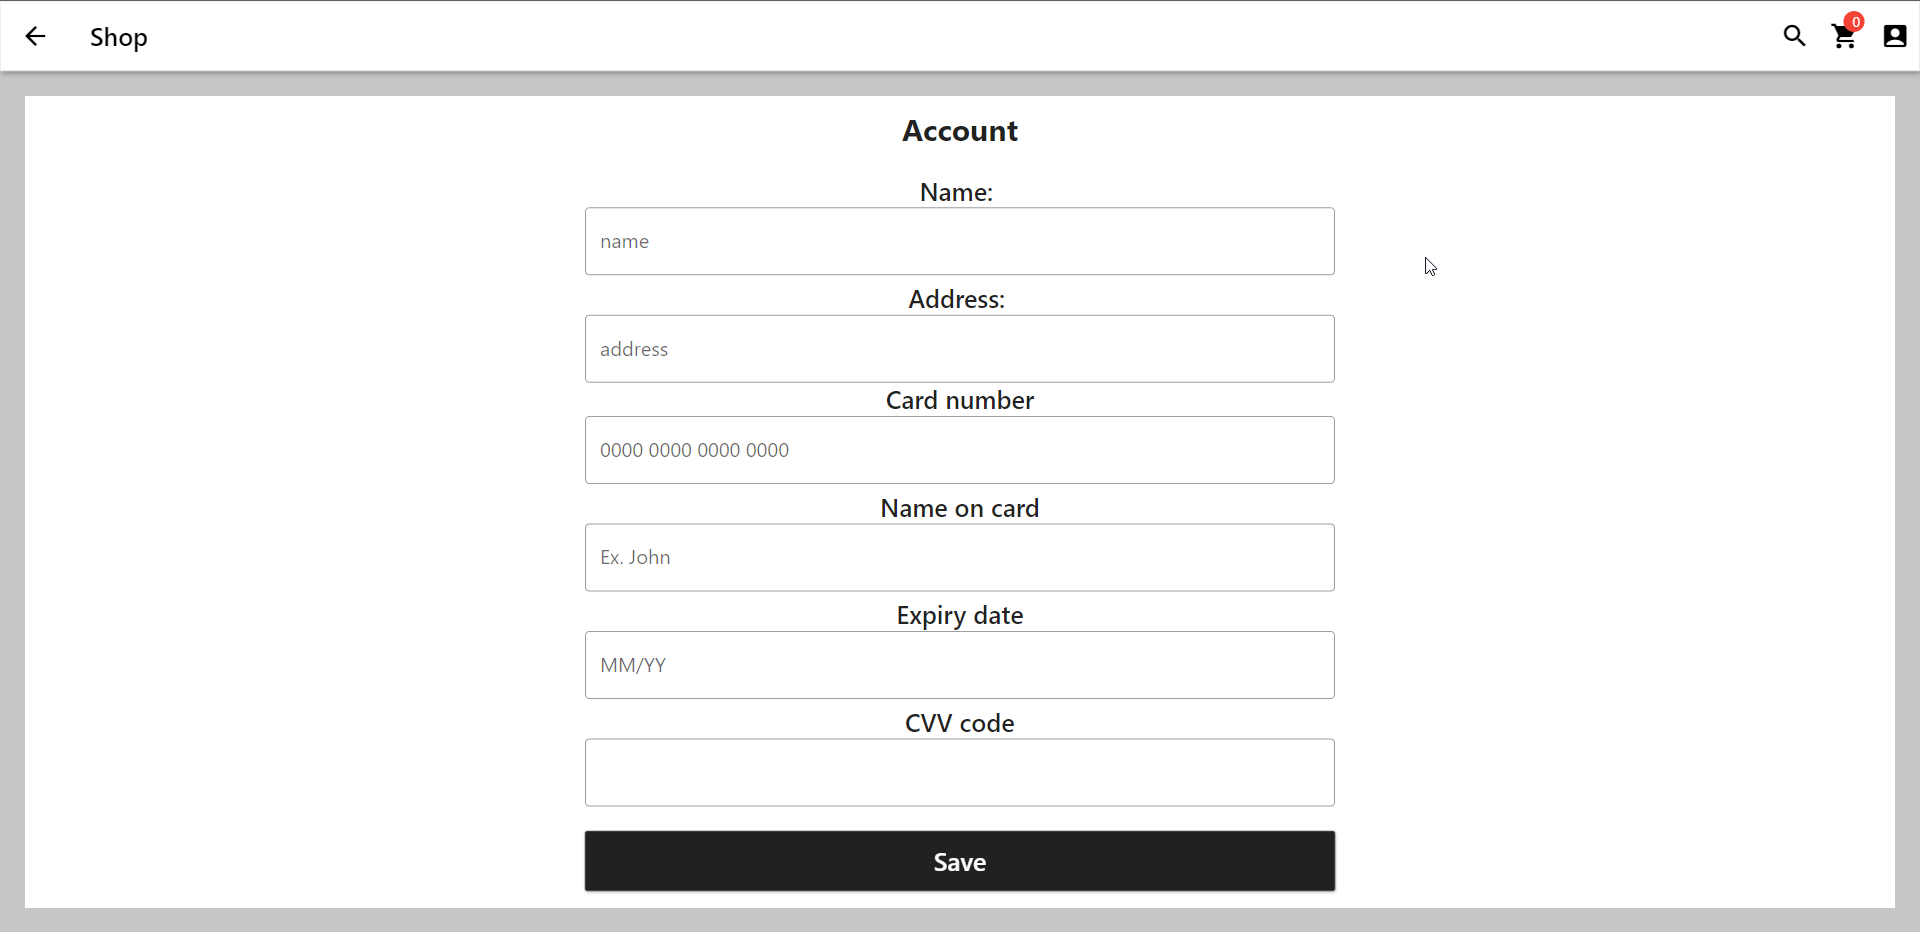 Shop
0
Account
Name:
name
Address:
address
Card number
0000 0000 0000 0000
Name on card
Ex. John
Expiry date
MM/YY
CVV code
Save